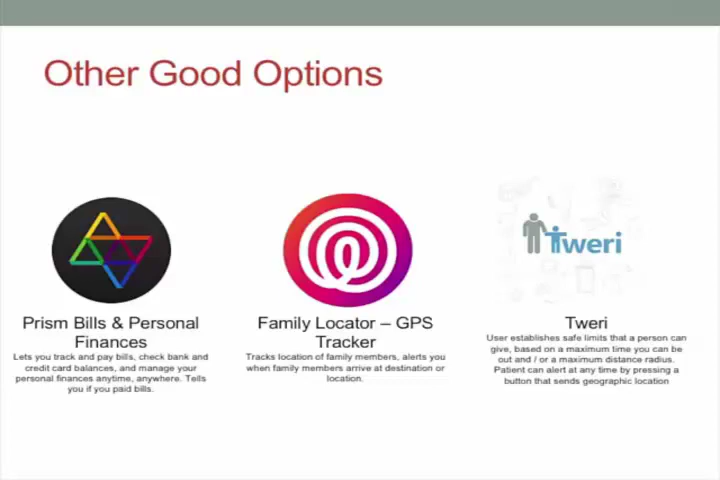 Other Good Options
Prism Bills & Personal
Finances
Lets you track and pay bills, check bank and
credit card balances, and manage your
personal finances anytime, anywhere. Tells
you if you paid bills.
Family Locator – GPS
Tracker
Tracks location of family members, alerts you
when family members arrive at destination or
location.
Tweri
Tweri
User establishes safe limits that a person can
give, based on a maximum time you can be
out and / or a maximum distance radius.
Patient can alert at any time by pressing a
button that sends geographic location